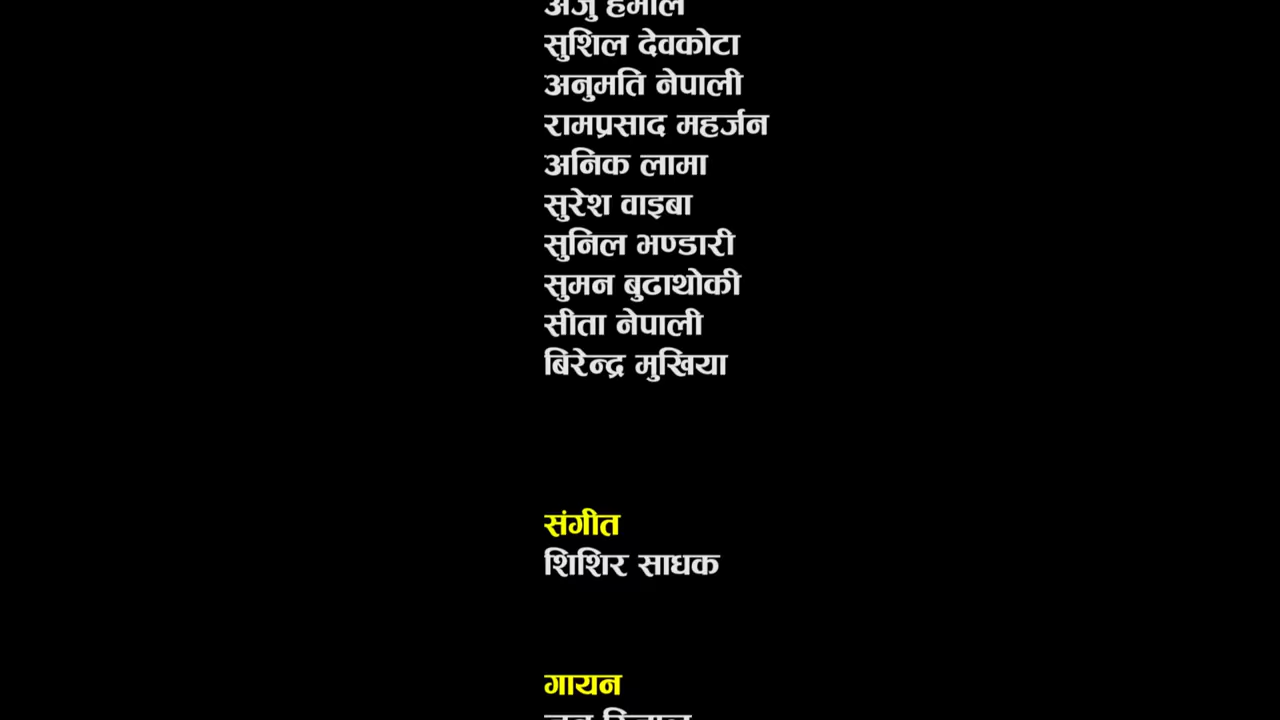 सुशिल देवकोटा
अनुमति नेपाली
रामप्रसाद महर्जन
अनिक लामा
सुरेश वाइबा
सुनिल भण्डारी
सुमन बुढाथोकी
सीता नेपाली
बिरेन्द्र मुखिया
संगीत
शिशिर साधक
गायन